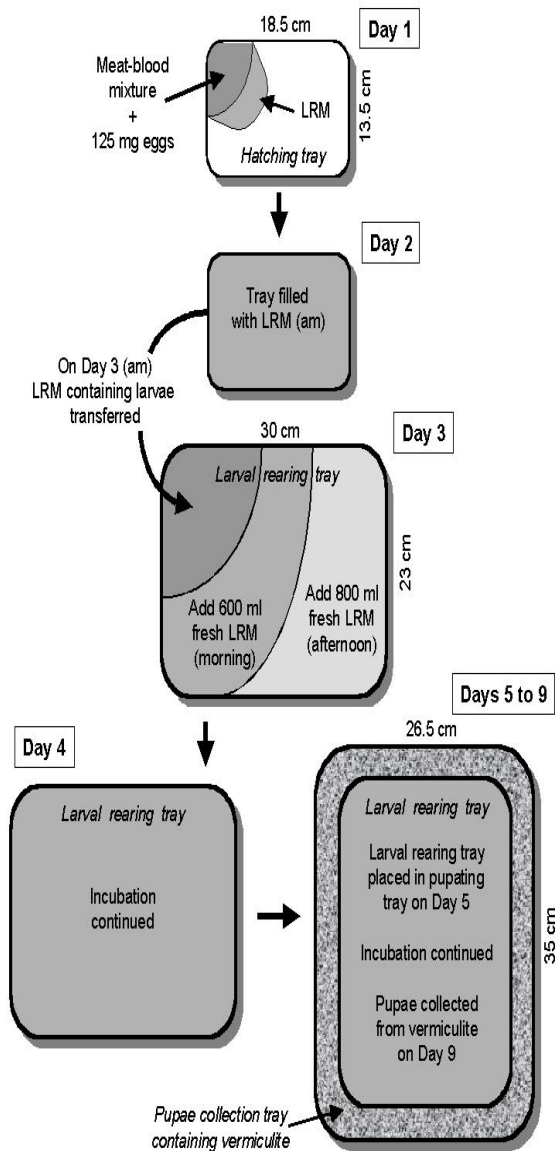 18.5 cm
Day 1
Meat-blood
mixture
+
125 mg eggs
LRM
13.5 cm
Hatching tray
Day 2
Tray filled
with LRM (am)
On Day 3 (am)
LRM containing larvae
transferred
30 cm
Day 3
Larval rearing tray
23 cm
Add 600 ml
fresh LRM
(morning)
Add 800 ml
fresh LRM
(afternoon)
Day 4
Larval rearing tray
Incubation
continued
Days 5 to 9
26.5 cm
Larval rearing tray
Larval rearing tray
placed in pupating
tray on Day 5
Incubation continued
Pupae collected
from vermiculite
on Day 9
35 cm
Pupae collection tray
containing vermiculite